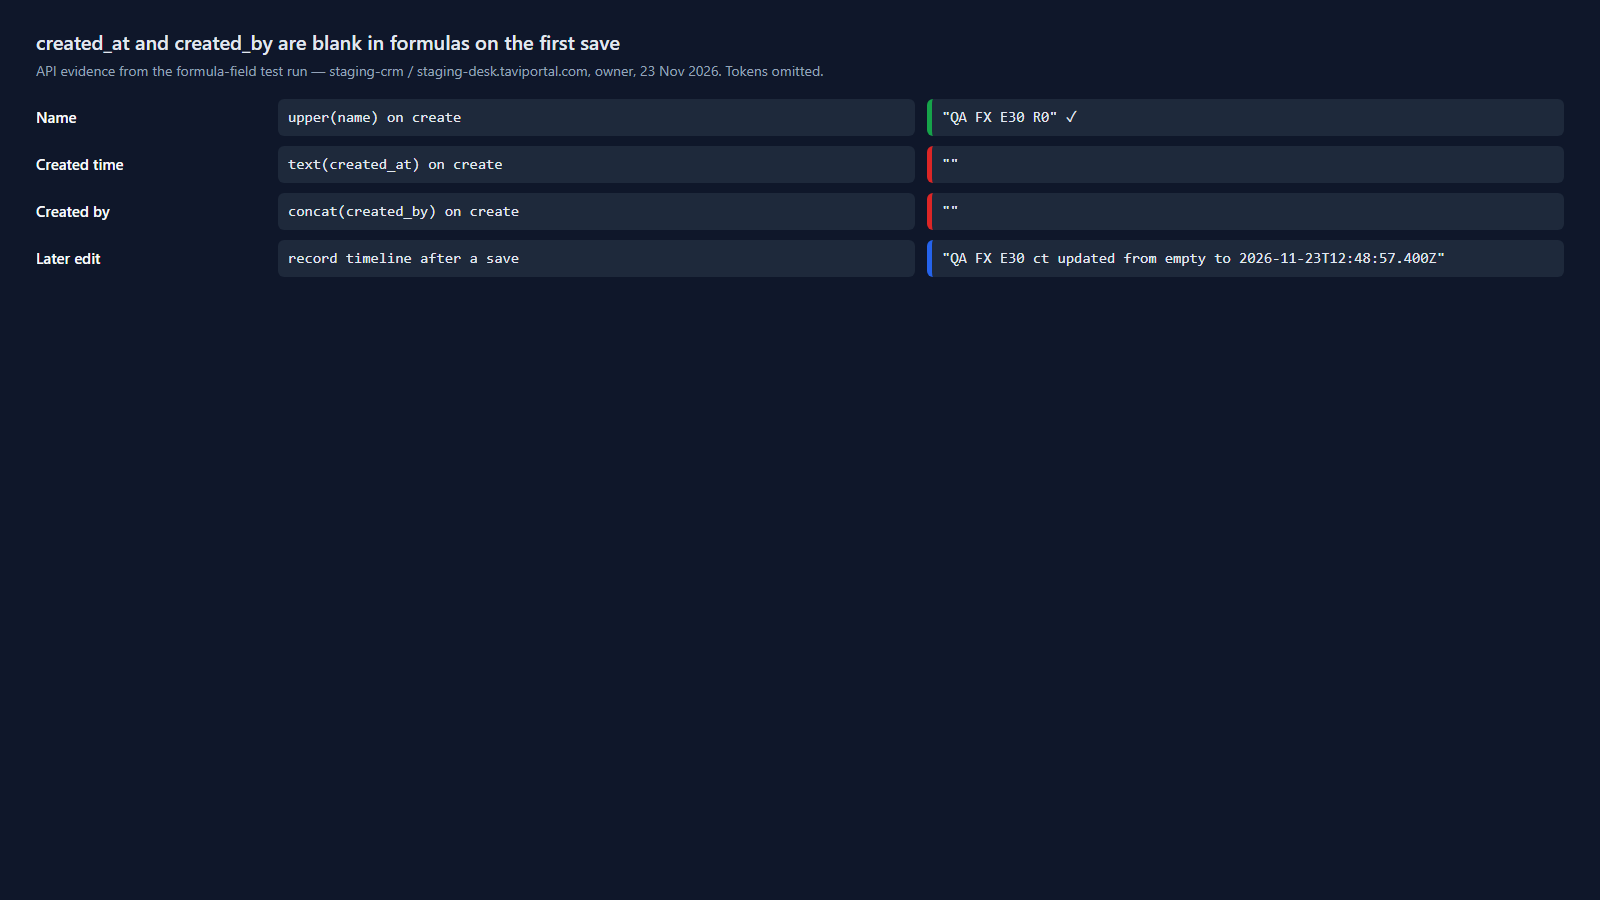 created_at and created_by are blank in formulas on the first save
API evidence from the formula-field test run — staging-crm / staging-desk.taviportal.com, owner, 23 Nov 2026. Tokens omitted.
Name upper(name) on create "QA FX E30 R0" ✓
Created time text(created_at) on create ""
Created by concat(created_by) on create ""
Later edit record timeline after a save "QA FX E30 ct updated from empty to 2026-11-23T12:48:57.400Z"